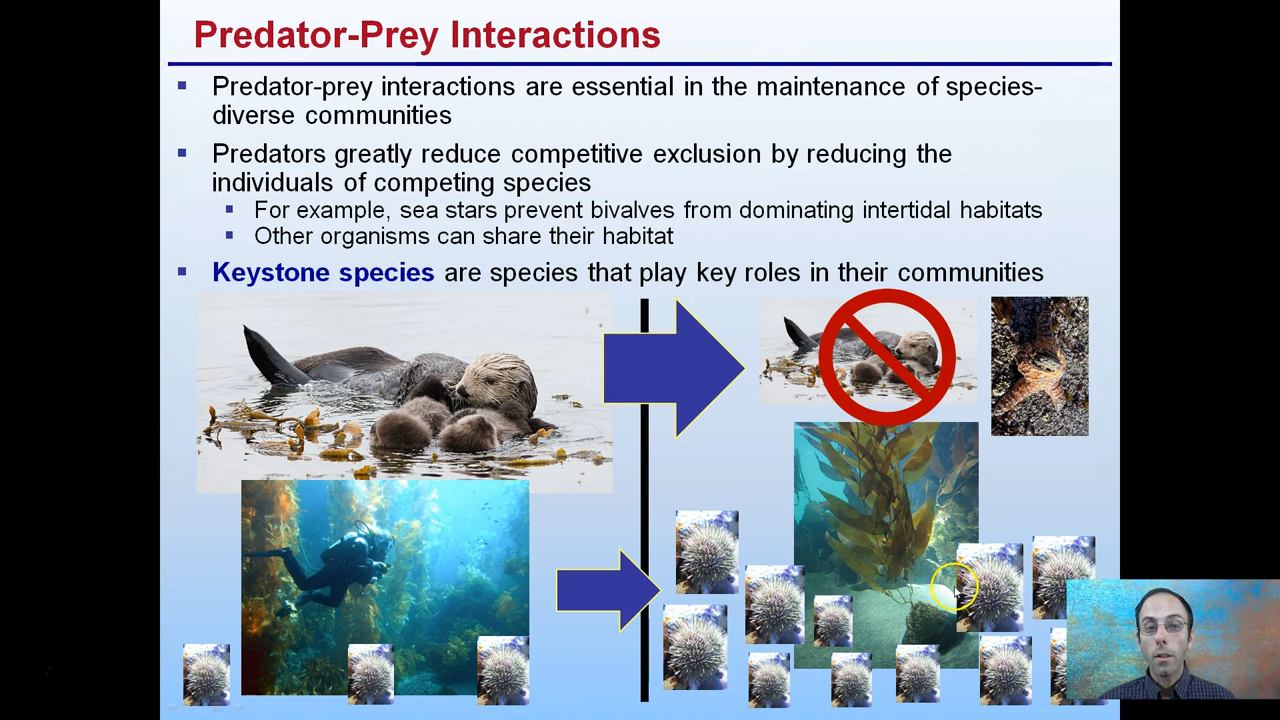 Predator-Prey Interactions
Predator-prey interactions are essential in the maintenance of species-
diverse communities
Predators greatly reduce competitive exclusion by reducing the
individuals of competing species
For example, sea stars prevent bivalves from dominating intertidal habitats
Other organisms can share their habitat
Keystone species are species that play key roles in their communities